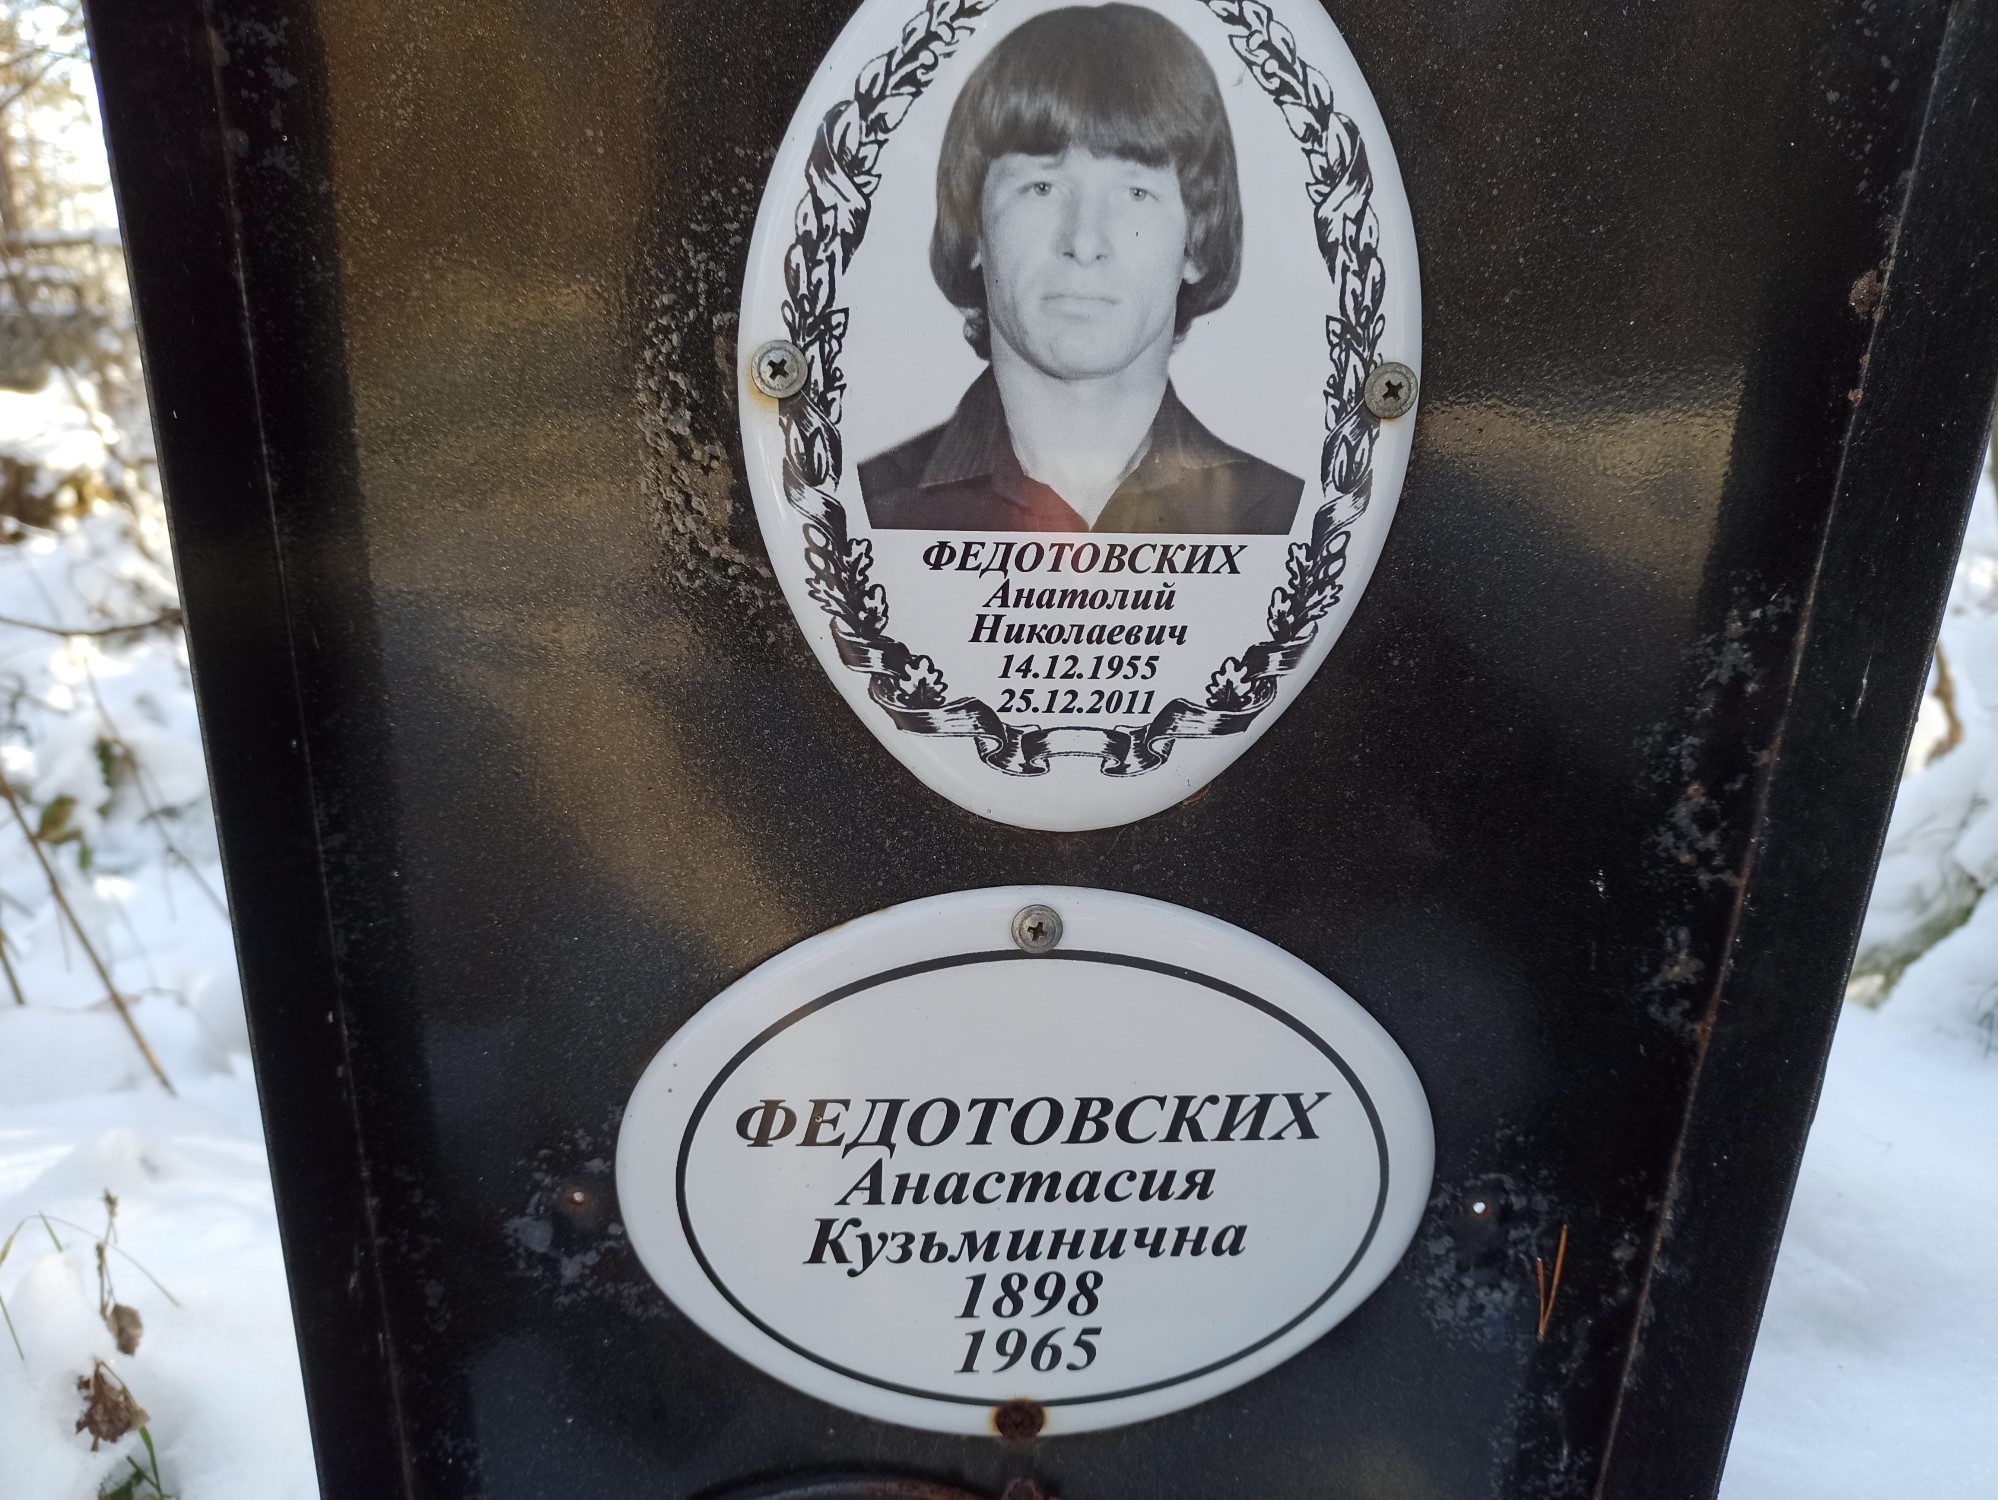 ФЕДОТОВСКИХ
Анатолий
Николаевич
14.12.1955
25.12.2011
ФЕДОТОВСКИХ
Анастасия
Кузьминична
1898
1965